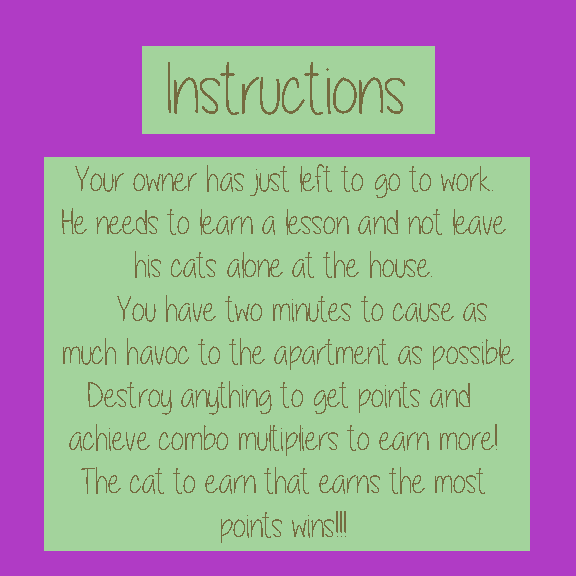 Instructions
Your owner has just left to go to work.
He needs to learn a lesson and not leave
his cats alone at the house.
You have two minutes to cause as
much havoc to the apartment as possible
Destroy anything to get points and
achieve combo multipliers to earn more!
The cat to earn that earns the most
points wins!!!